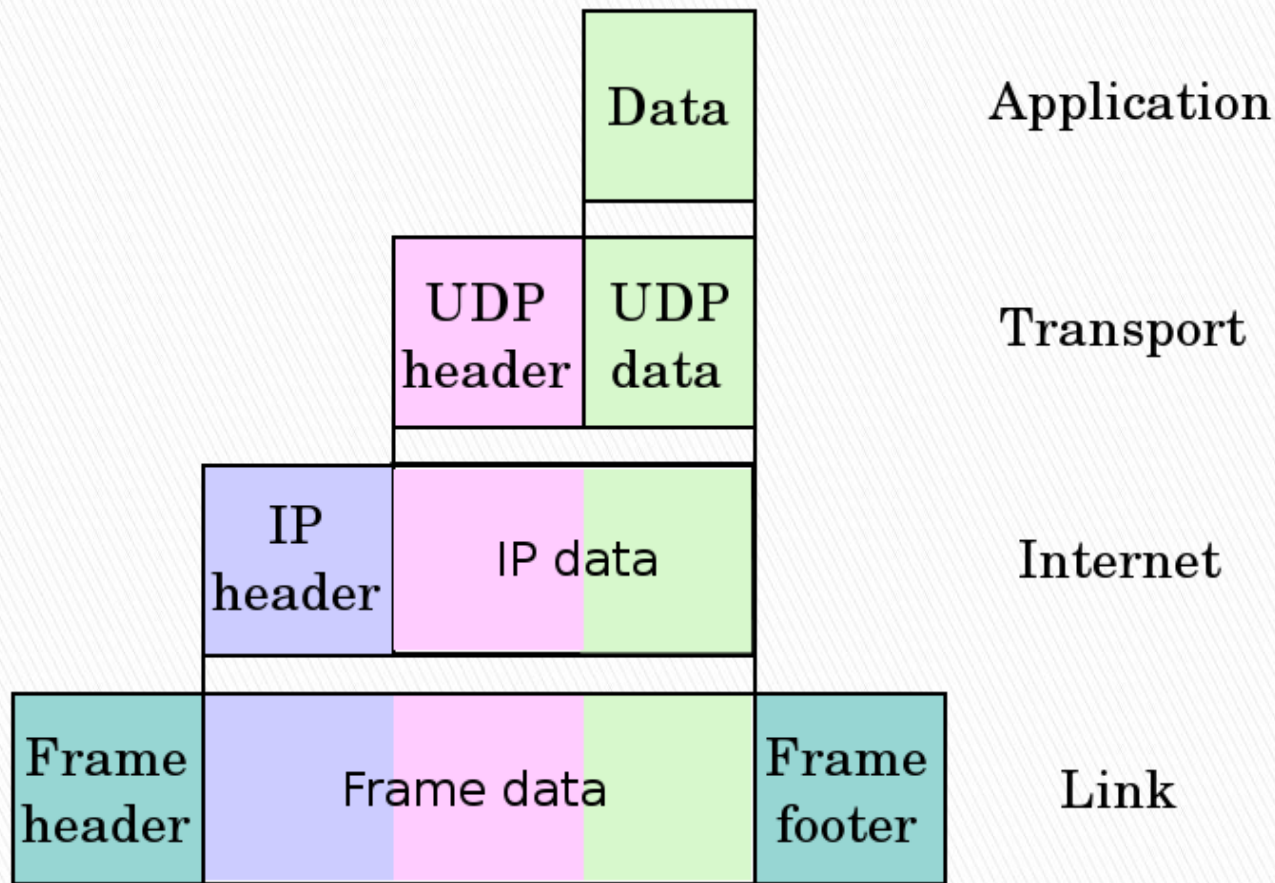 Data
Application
UDP
header
UDP
data
Transport
IP
header
IP data
Internet
Frame
header
Frame data
Frame
footer
Link